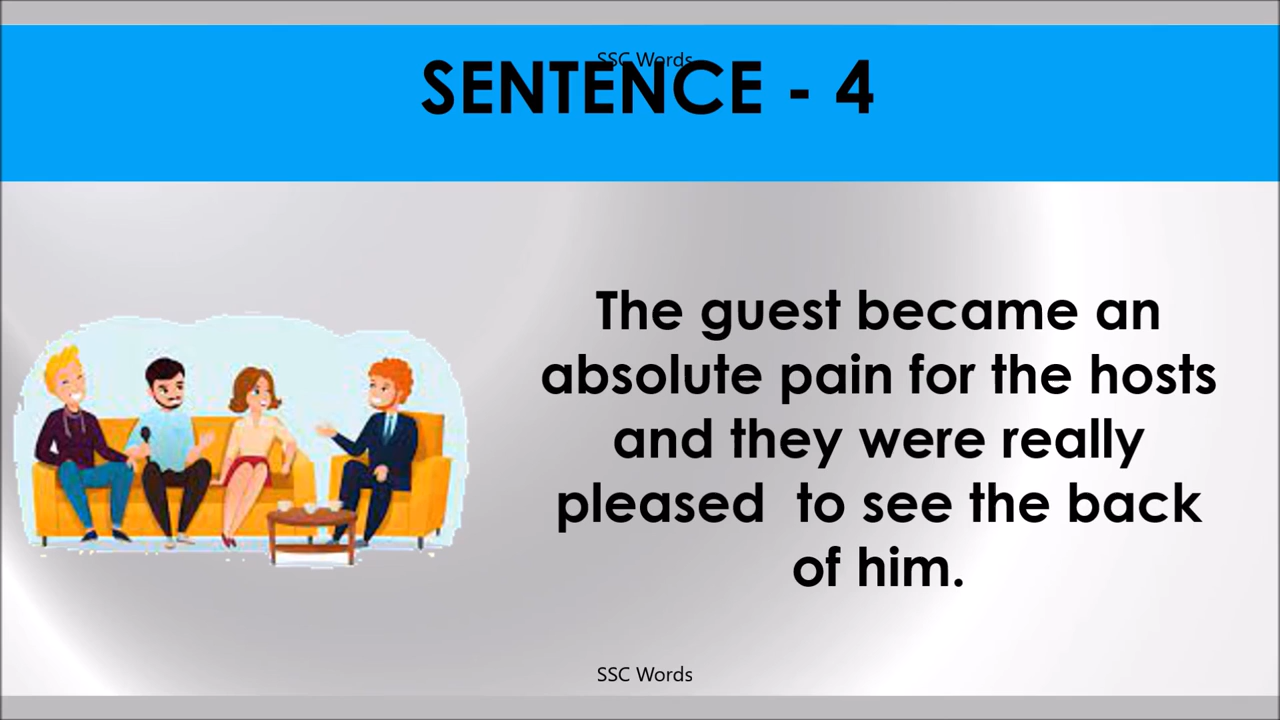 SSC Words
SENTENCE - 4
The guest became an
absolute pain for the hosts
and they were really
pleased  to see the back
of him.
SSC Words